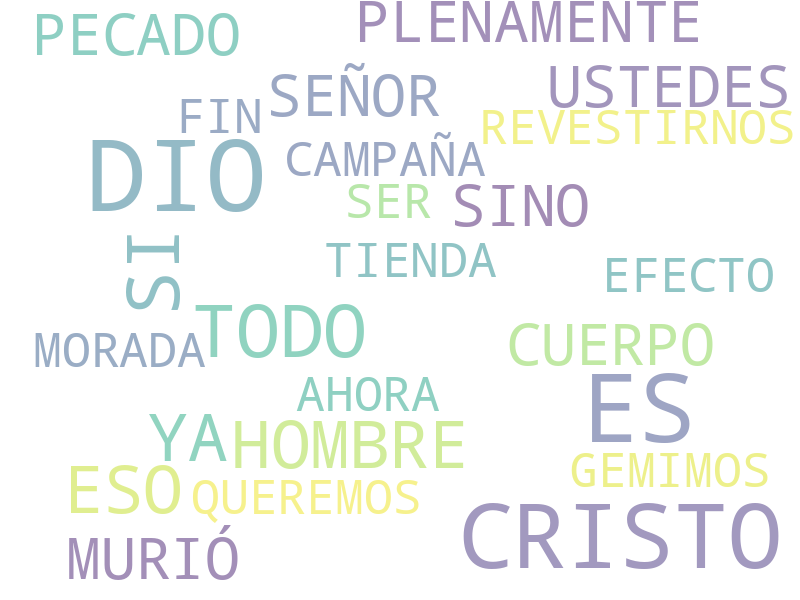 PLENAMENTE
PECADO
USTEDES
SEÑOR
FIN
REVESTIRNOS
DIO
CAMPAÑA
SER
SINO
SI
TIENDA
EFECTO
TODO
MORADA
CUERPO
AHORA
ES
YA
HOMBRE
GEMIMOS
ESO
QUEREMOS
CRISTO
MURIÓ